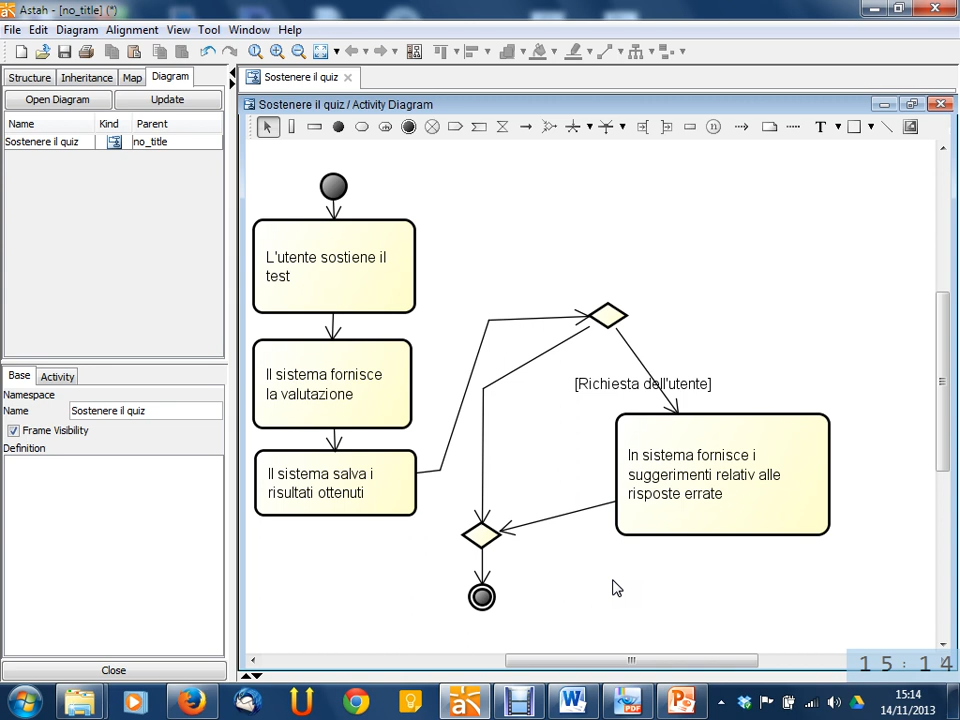 Astah - [no_title] (*)
File Edit Diagram Alignment View Tool Window Help
Structure Inheritance Map Diagram
Open Diagram Update
Name Kind Parent
Sostenere il quiz no_title
Base Activity
Namespace
Name Sostenere il quiz
Frame Visibility
Definition
Close
Sostenere il quiz
Sostenere il quiz / Activity Diagram
L'utente sostiene il
test
Il sistema fornisce
la valutazione
Il sistema salva i
risultati ottenuti
[Richiesta dell'utente]
In sistema fornisce i
suggerimenti relativ alle
risposte errate
15:14
15:14
14/11/2013